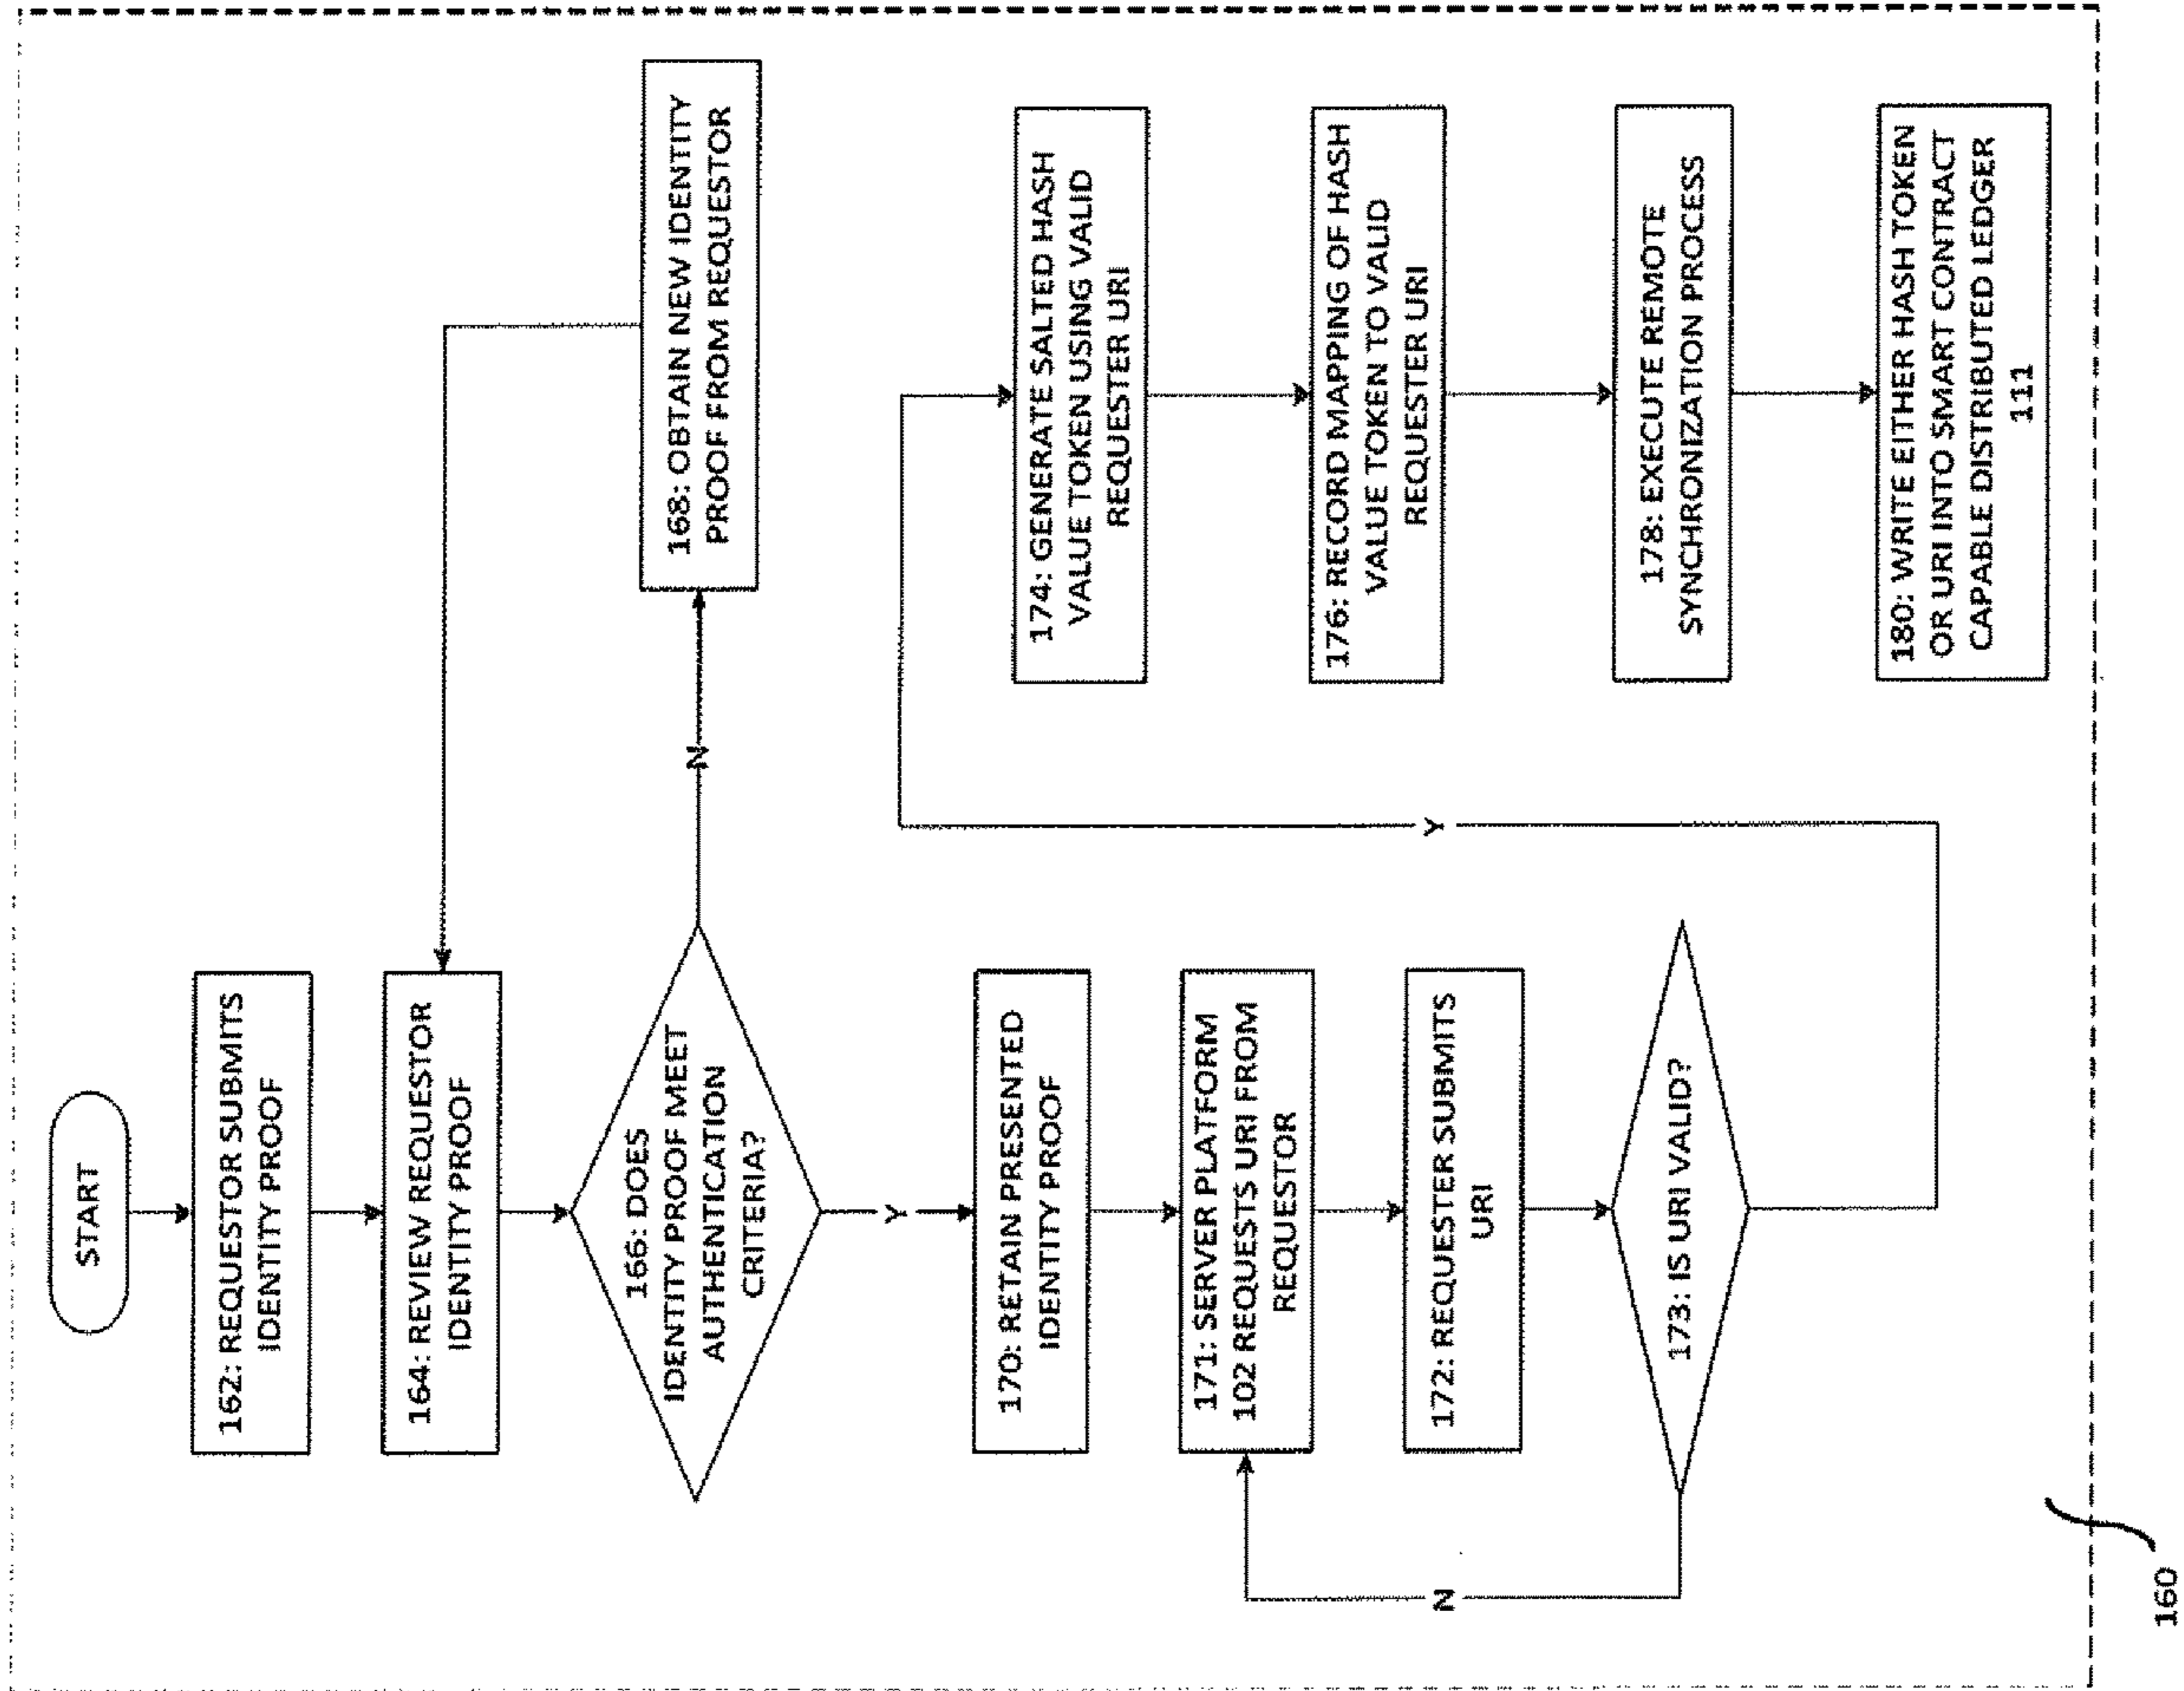 START
162: REQUESTOR SUBMITS
IDENTITY PROOF
164: REVIEW REQUESTOR
IDENTITY PROOF
166: DOES
IDENTITY PROOF MEET
AUTHENTICATION
CRITERIA?
N
168: OBTAIN NEW IDENTITY
PROOF FROM REQUESTOR
Y
170: RETAIN PRESENTED
IDENTITY PROOF
171: SERVER PLATFORM
102 REQUESTS URI FROM
REQUESTOR
172: REQUESTER SUBMITS
URI
173: IS URI VALID?
N
Y
174: GENERATE SALTED HASH
VALUE TOKEN USING VALID
REQUESTER URI
176: RECORD MAPPING OF HASH
VALUE TOKEN TO VALID
REQUESTER URI
178: EXECUTE REMOTE
SYNCHRONIZATION PROCESS
180: WRITE EITHER HASH TOKEN
OR URI INTO SMART CONTRACT
CAPABLE DISTRIBUTED LEDGER
111
160